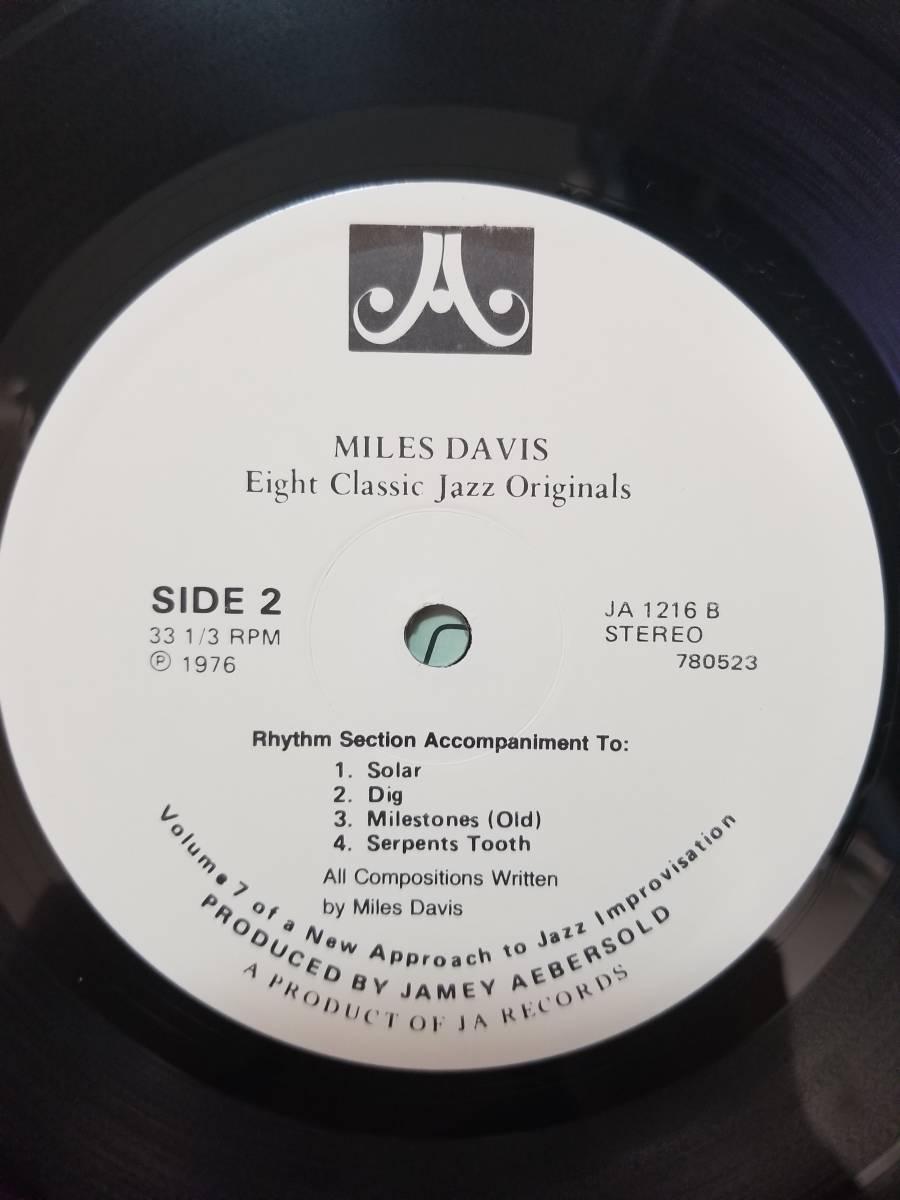 MILES DAVIS
Eight Classic Jazz Originals
SIDE 2
33 1/3 RPM
℗ 1976
JA 1216 B
STEREO
780523
Rhythm Section Accompaniment To:
1. Solar
2. Dig
3. Milestones (Old)
4. Serpents Tooth
All Compositions Written
by Miles Davis
Volume 7 of a New Approach to Jazz Improvisation
PRODUCED BY JAMEY AEBERSOLD
A PRODUCT OF JA RECORDS